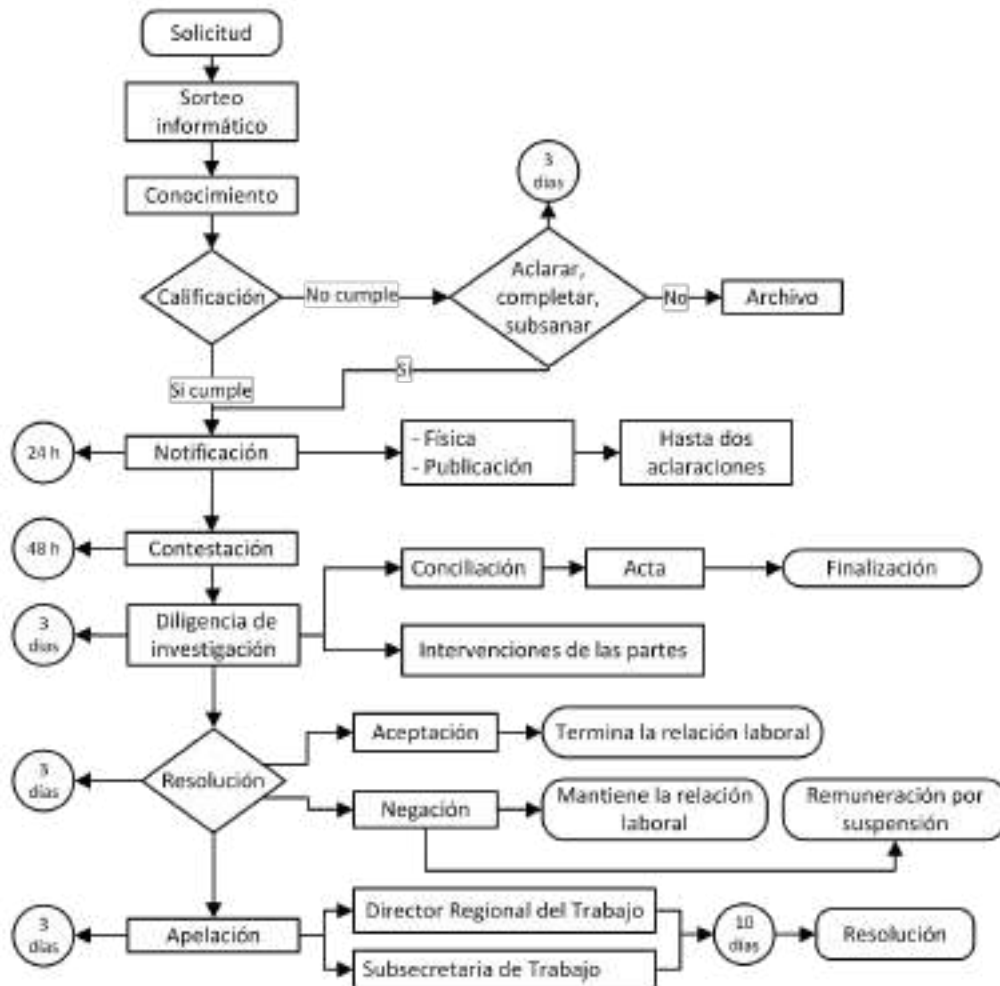 Solicitud
Sorteo
informático
Conocimiento
3
días
Calificación
No cumple
Aclarar,
completar,
subsanar
No
Archivo
Si
Si cumple
24 h
Notificación
- Física
- Publicación
Hasta dos
aclaraciones
48 h
Contestación
Conciliación
Acta
Finalización
3
días
Diligencia de
investigación
Intervenciones de las partes
Aceptación
Termina la relación laboral
3
días
Resolución
Negación
Mantiene la relación
laboral
Remuneración por
suspensión
3
días
Apelación
Director Regional del Trabajo
Subsecretaria de Trabajo
10
días
Resolución